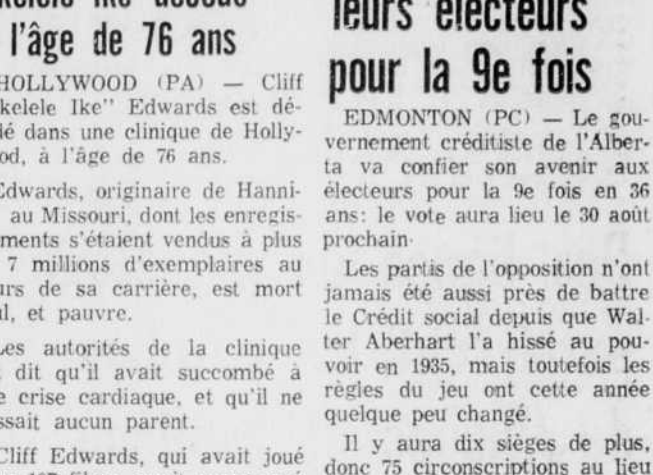 Ike
l'âge de 76 ans
HOLLYWOOD (PA) — Cliff
kelele Ike" Edwards est dé-
dé dans une clinique de Holly-
od, à l'âge de 76 ans.
Edwards, originaire de Hanni-
au Missouri, dont les enregis-
ments s'étaient vendus à plus
7 millions d'exemplaires au
urs de sa carrière, est mort
ul, et pauvre.
Les autorités de la clinique
dit qu'il avait succombé à
e crise cardiaque, et qu'il ne
ssait aucun parent.
Cliff Edwards, qui avait joué
leurs électeurs
pour la 9e fois
EDMONTON (PC) — Le gou-
vernement créditiste de l'Alber-
ta va confier son avenir aux
électeurs pour la 9e fois en 36
ans: le vote aura lieu le 30 août
prochain.
Les partis de l'opposition n'ont
jamais été aussi près de battre
le Crédit social depuis que Wal-
ter Aberhart l'a hissé au pou-
voir en 1935, mais toutefois les
règles du jeu ont cette année
quelque peu changé.
Il y aura dix sièges de plus,
donc 75 circonscriptions au lieu